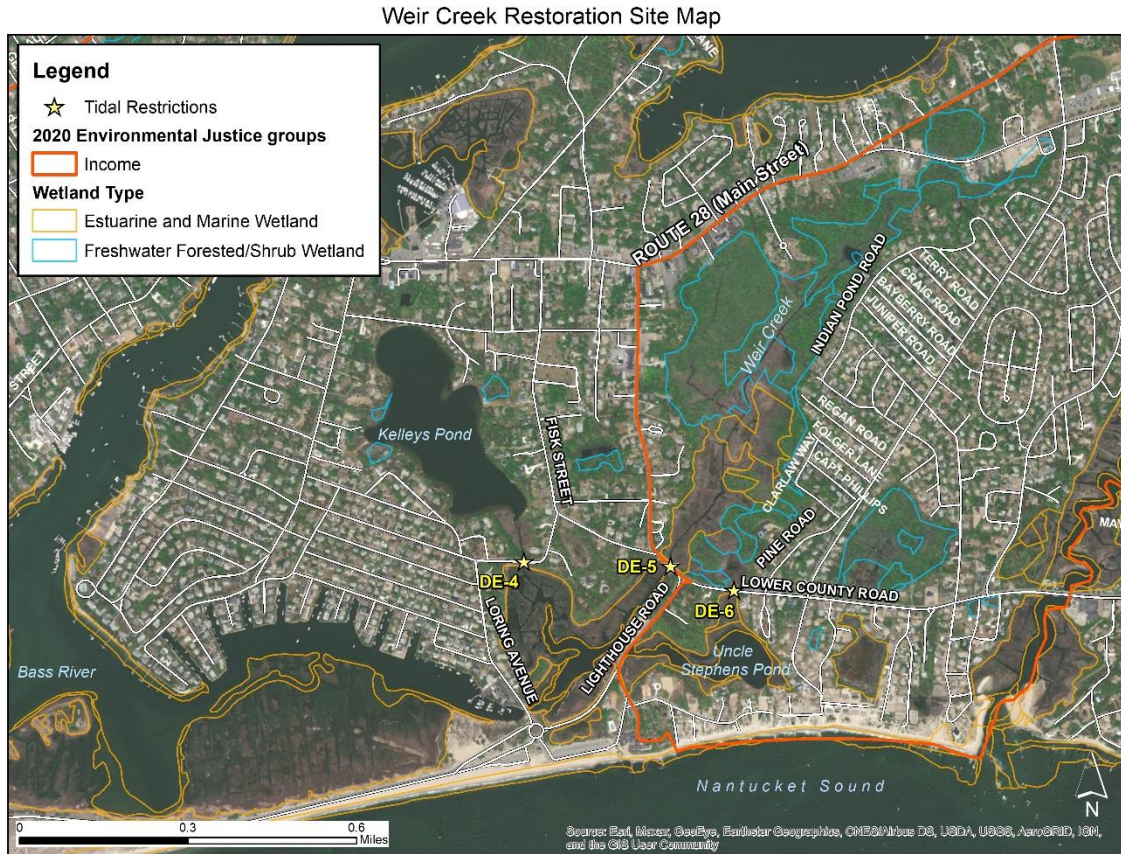 Weir Creek Restoration Site Map
Legend
Tidal Restrictions
2020 Environmental Justice groups
Income
Wetland Type
Estuarine and Marine Wetland
Freshwater Forested/Shrub Wetland
ROUTE 28 (Main Street)
INDIAN POND ROAD
TERRY ROAD
CRAIG ROAD
BAYBERRY ROAD
JUNIPER ROAD
Weir Creek
STREET
REGAN ROAD
FOLGER LANE
CAPT PHILLIPS
CLARLAW WAY
Kelleys Pond
FISK STREET
PINE ROAD
DE-4
DE-5
DE-6
LOWER COUNTY ROAD
LORING AVENUE
LIGHTHOUSE ROAD
Uncle
Stephens Pond
Bass River
Nantucket Sound
N
0 0.3 0.6
Miles
Source: Esri, Maxar, GeoEye, Earthstar Geographics, CNES/Airbus DS, USDA, USGS, AeroGRID, IGN,
and the GIS User Community